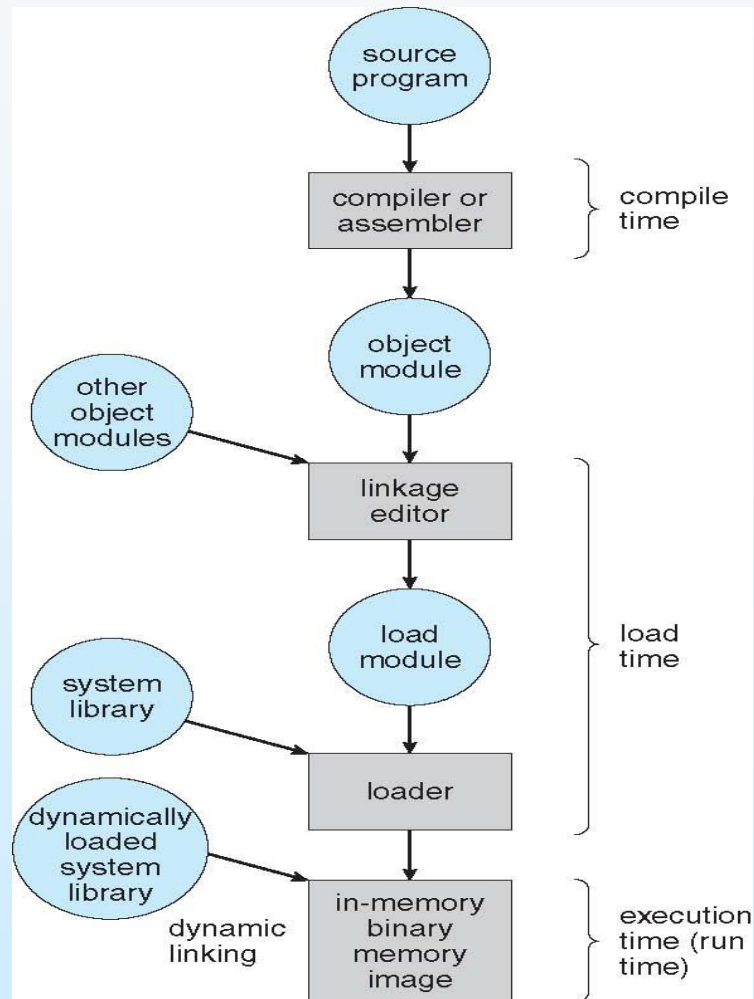 source
program
compiler or
assembler
compile
time
object
module
other
object
modules
linkage
editor
load
module
load
time
system
library
loader
dynamically
loaded
system
library
dynamic
linking
in-memory
binary
memory
image
execution
time (run
time)